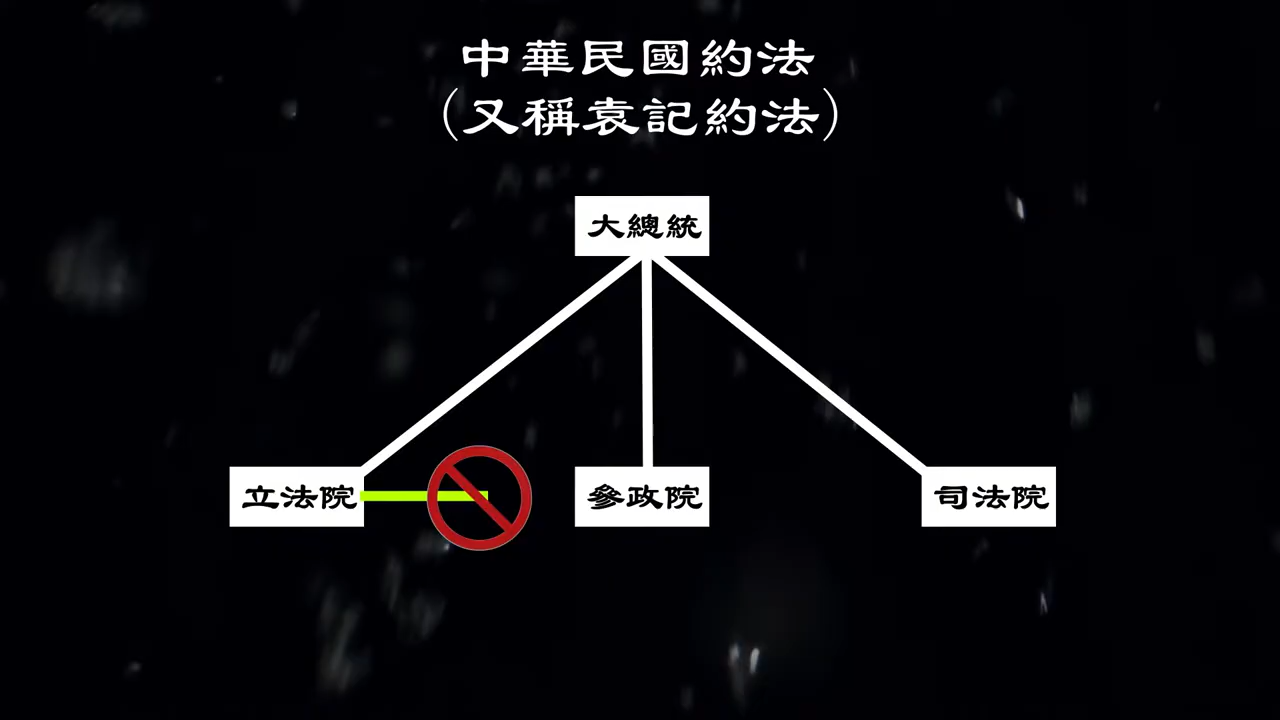 中華民國約法
(又稱袁記約法)
大總統
立法院
參政院
司法院